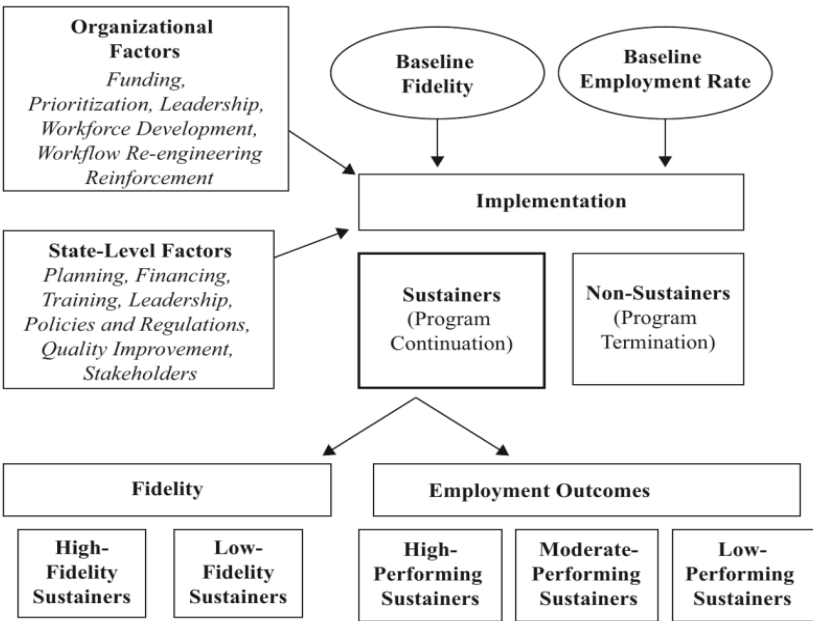 Organizational
Factors
Funding,
Prioritization, Leadership,
Workforce Development,
Workflow Re-engineering
Reinforcement
Baseline
Fidelity
Baseline
Employment Rate
Implementation
State-Level Factors
Planning, Financing,
Training, Leadership,
Policies and Regulations,
Quality Improvement,
Stakeholders
Sustainers
(Program
Continuation)
Non-Sustainers
(Program
Termination)
Fidelity
Employment Outcomes
High-
Fidelity
Sustainers
Low-
Fidelity
Sustainers
High-
Performing
Sustainers
Moderate-
Performing
Sustainers
Low-
Performing
Sustainers